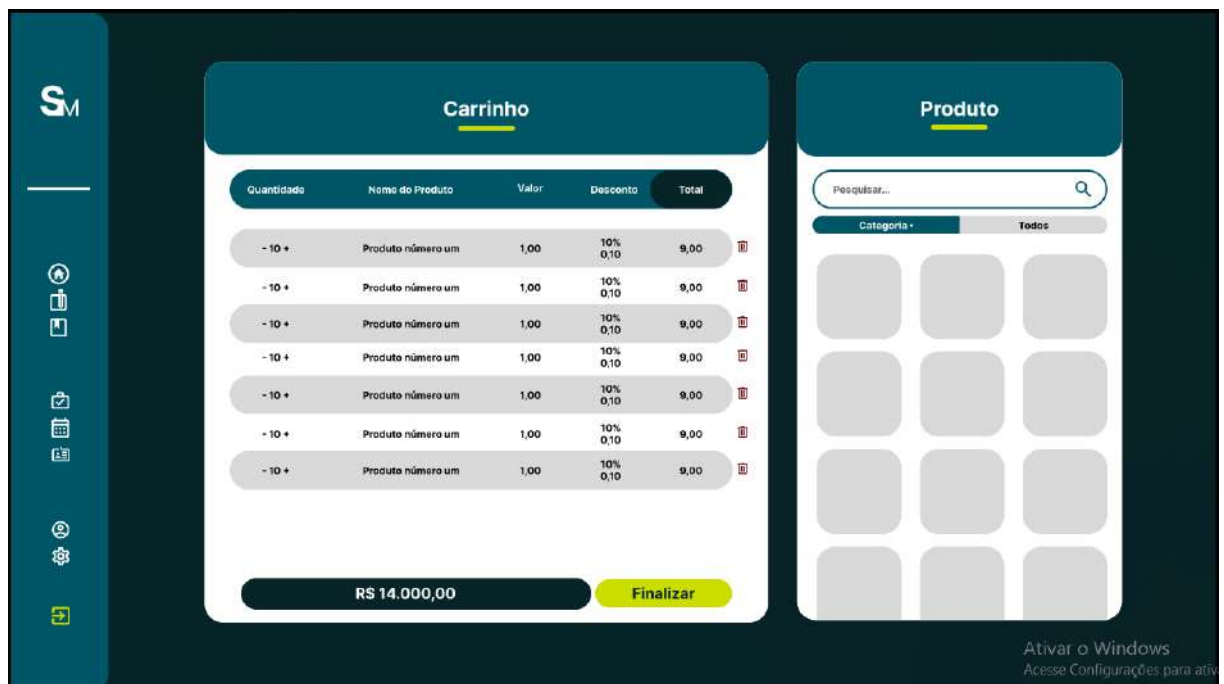 SM
Carrinho
Quantidade Nome do Produto Valor Desconto Total
- 10 + Produto número um 1,00 10% 0,10 9,00
- 10 + Produto número um 1,00 10% 0,10 9,00
- 10 + Produto número um 1,00 10% 0,10 9,00
- 10 + Produto número um 1,00 10% 0,10 9,00
- 10 + Produto número um 1,00 10% 0,10 9,00
- 10 + Produto número um 1,00 10% 0,10 9,00
- 10 + Produto número um 1,00 10% 0,10 9,00
R$ 14.000,00 Finalizar
Produto
Pesquisar...
Categoria Todos
Ativar o Windows
Acesse Configurações para ativ